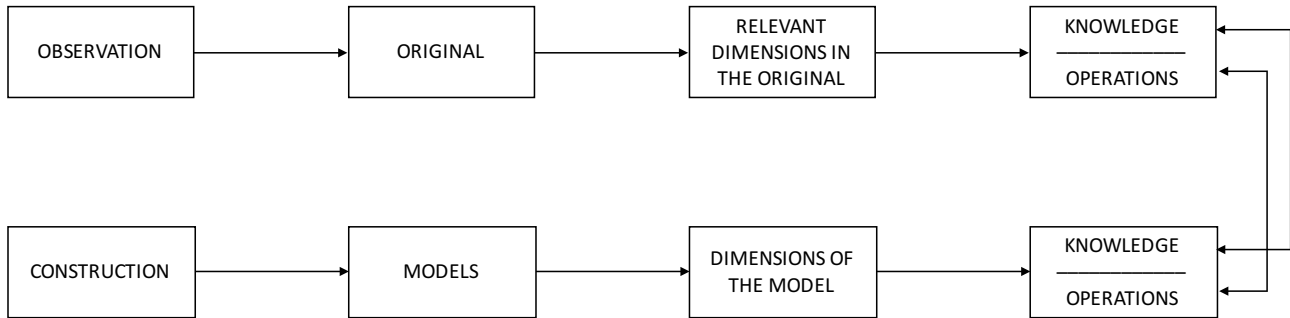 OBSERVATION
ORIGINAL
RELEVANT
DIMENSIONS IN
THE ORIGINAL
KNOWLEDGE
OPERATIONS
CONSTRUCTION
MODELS
DIMENSIONS OF
THE MODEL
KNOWLEDGE
OPERATIONS